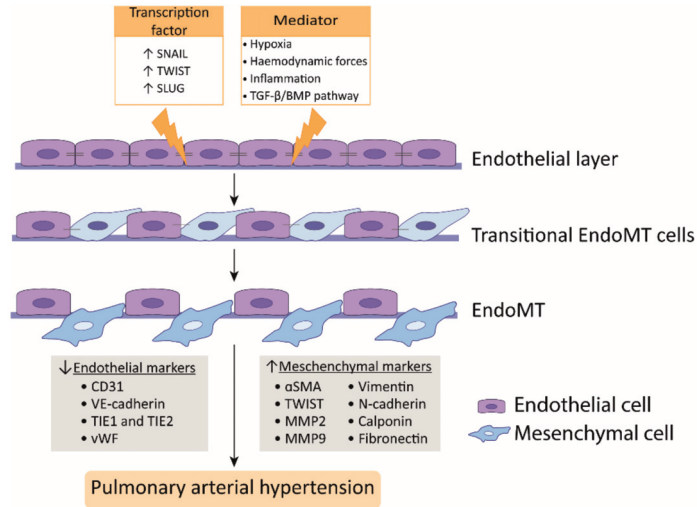 Transcription
factor
↑ SNAIL
↑ TWIST
↑ SLUG
Mediator
• Hypoxia
• Haemodynamic forces
• Inflammation
• TGF-β/BMP pathway
Endothelial layer
Transitional EndoMT cells
EndoMT
↓Endothelial markers
• CD31
• VE-cadherin
• TIE1 and TIE2
• vWF
↑Meschenchymal markers
• αSMA
• TWIST
• MMP2
• MMP9
• Vimentin
• N-cadherin
• Calponin
• Fibronectin
Endothelial cell
Mesenchymal cell
Pulmonary arterial hypertension